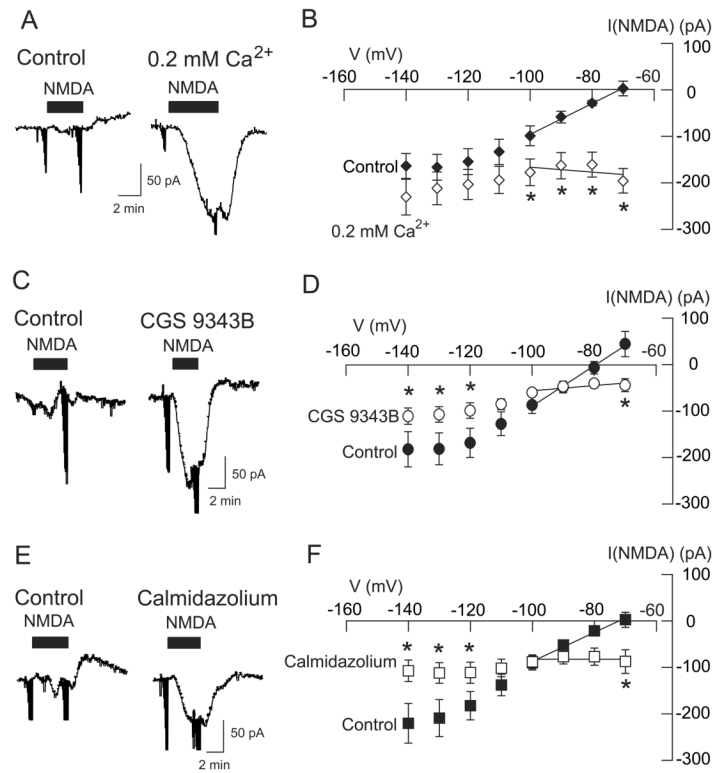 A
Control
0.2 mM Ca²⁺
NMDA
NMDA
50 pA
2 min
B
I(NMDA) (pA)
V (mV)
-160 -140 -120 -100 -80 -60
100
0
-100
-200
-300
Control
0.2 mM Ca²⁺
* * * *
C
Control
CGS 9343B
NMDA
NMDA
50 pA
2 min
D
I(NMDA) (pA)
V (mV)
-160 -140 -120 -100 -80 -60
100
0
-100
-200
-300
CGS 9343B
Control
* * * *
E
Control
Calmidazolium
NMDA
NMDA
50 pA
2 min
F
I(NMDA) (pA)
V (mV)
-160 -140 -120 -100 -80 -60
100
0
-100
-200
-300
Calmidazolium
Control
* * * *